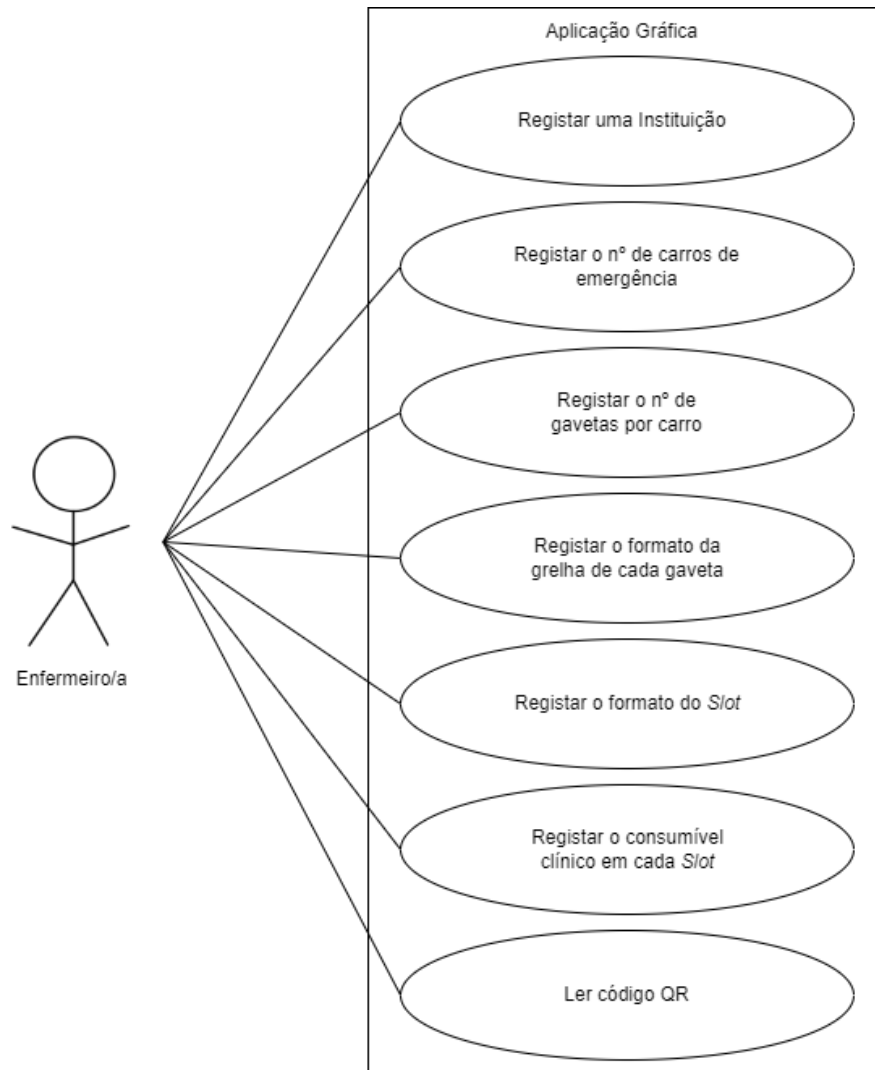 Aplicação Gráfica
Registar uma Instituição
Registar o nº de carros de
emergência
Registar o nº de
gavetas por carro
Registar o formato da
grelha de cada gaveta
Enfermeiro/a
Registar o formato do Slot
Registar o consumível
clínico em cada Slot
Ler código QR